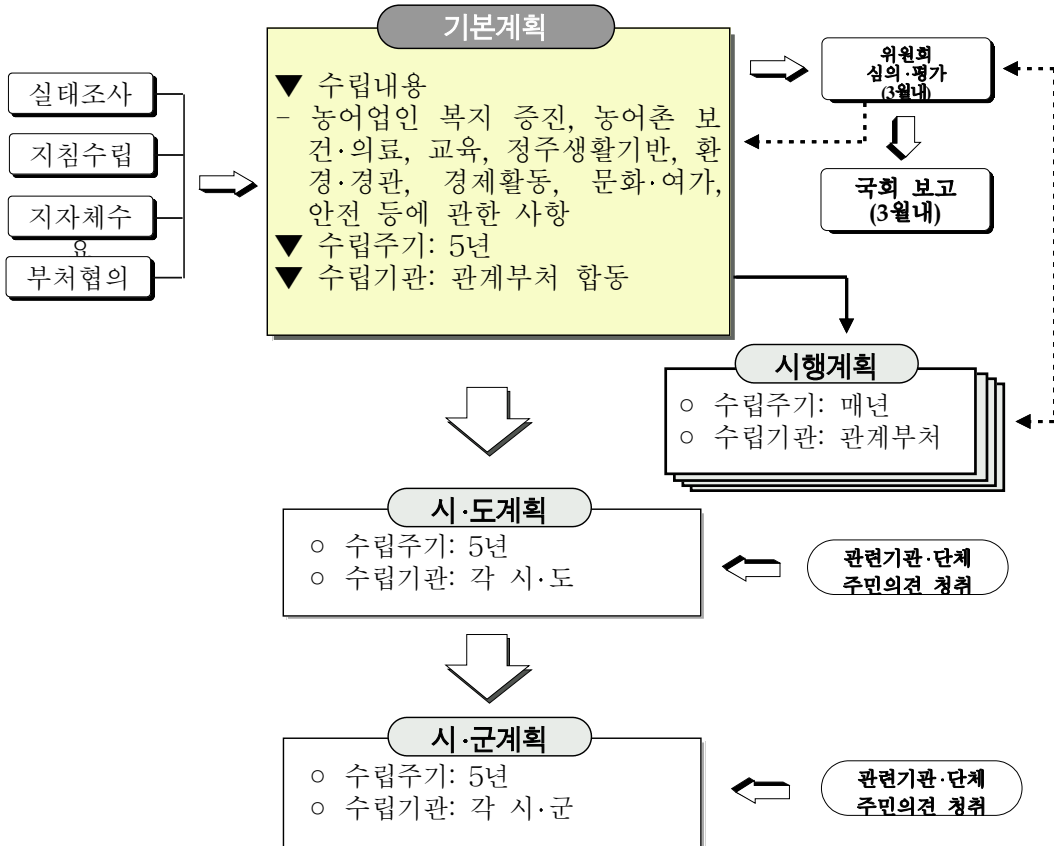 기본계획
▼ 수립내용
- 농어업인 복지 증진, 농어촌 보
건·의료, 교육, 정주생활기반, 환
경·경관, 경제활동, 문화·여가,
안전 등에 관한 사항
▼ 수립주기: 5년
▼ 수립기관: 관계부처 합동
실태조사
지침수립
지자체수
요
부처협의
위원회
심의·평가
(3월내)
국회 보고
(3월내)
시행계획
○ 수립주기: 매년
○ 수립기관: 관계부처
시·도계획
○ 수립주기: 5년
○ 수립기관: 각 시·도
관련기관·단체
주민의견 청취
시·군계획
○ 수립주기: 5년
○ 수립기관: 각 시·군
관련기관·단체
주민의견 청취